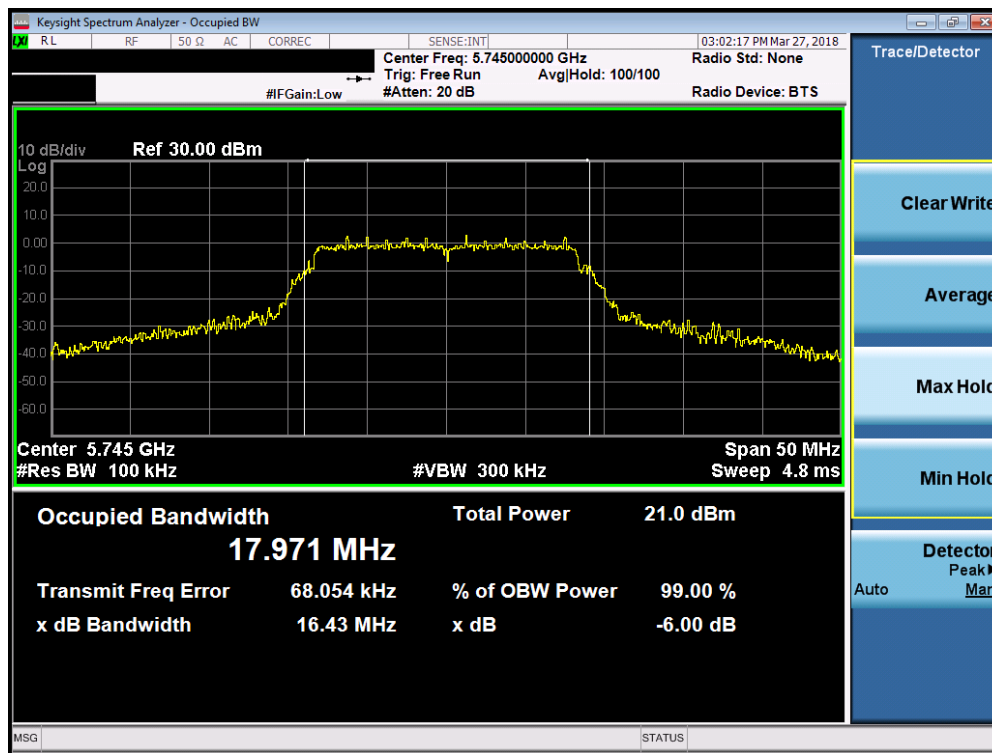 Keysight Spectrum Analyzer - Occupied BW
LXI RL RF 50 Ω AC CORREC SENSE:INT 03:02:17 PM Mar 27, 2018
Center Freq: 5.745000000 GHz Radio Std: None
Trig: Free Run Avg|Hold: 100/100
#IFGain:Low #Atten: 20 dB Radio Device: BTS
Trace/Detector
10 dB/div Ref 30.00 dBm
Log
20.0
10.0
0.00
-10.0
-20.0
-30.0
-40.0
-50.0
-60.0
Center 5.745 GHz Span 50 MHz
#Res BW 100 kHz #VBW 300 kHz Sweep 4.8 ms
Clear Write
Average
Max Hold
Min Hold
Detector
Peak
Auto Man
Occupied Bandwidth Total Power 21.0 dBm
17.971 MHz
Transmit Freq Error 68.054 kHz % of OBW Power 99.00 %
x dB Bandwidth 16.43 MHz x dB -6.00 dB
MSG STATUS